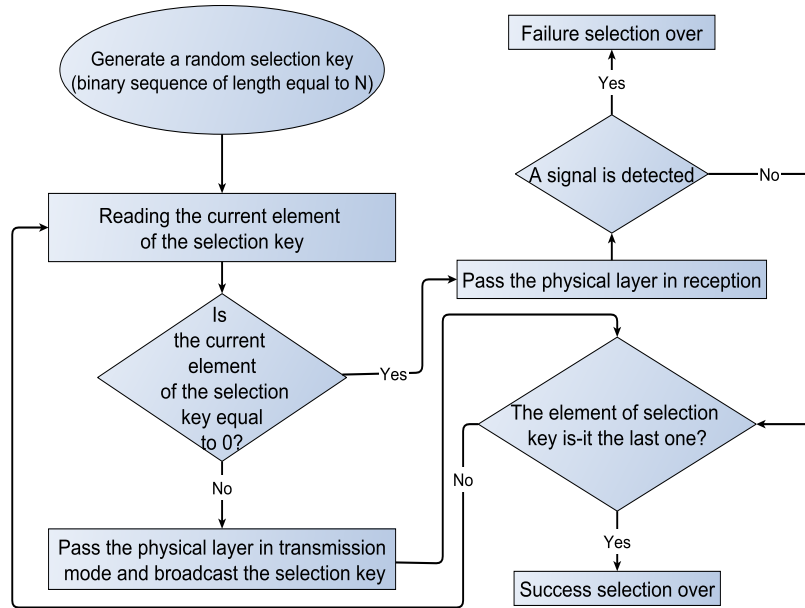 Generate a random selection key
(binary sequence of length equal to N)
Reading the current element
of the selection key
Is
the current
element
of the selection
key equal
to 0?
Yes
No
Pass the physical layer in transmission
mode and broadcast the selection key
Pass the physical layer in reception
A signal is detected
Yes
Failure selection over
No
The element of selection
key is-it the last one?
No
Yes
Success selection over